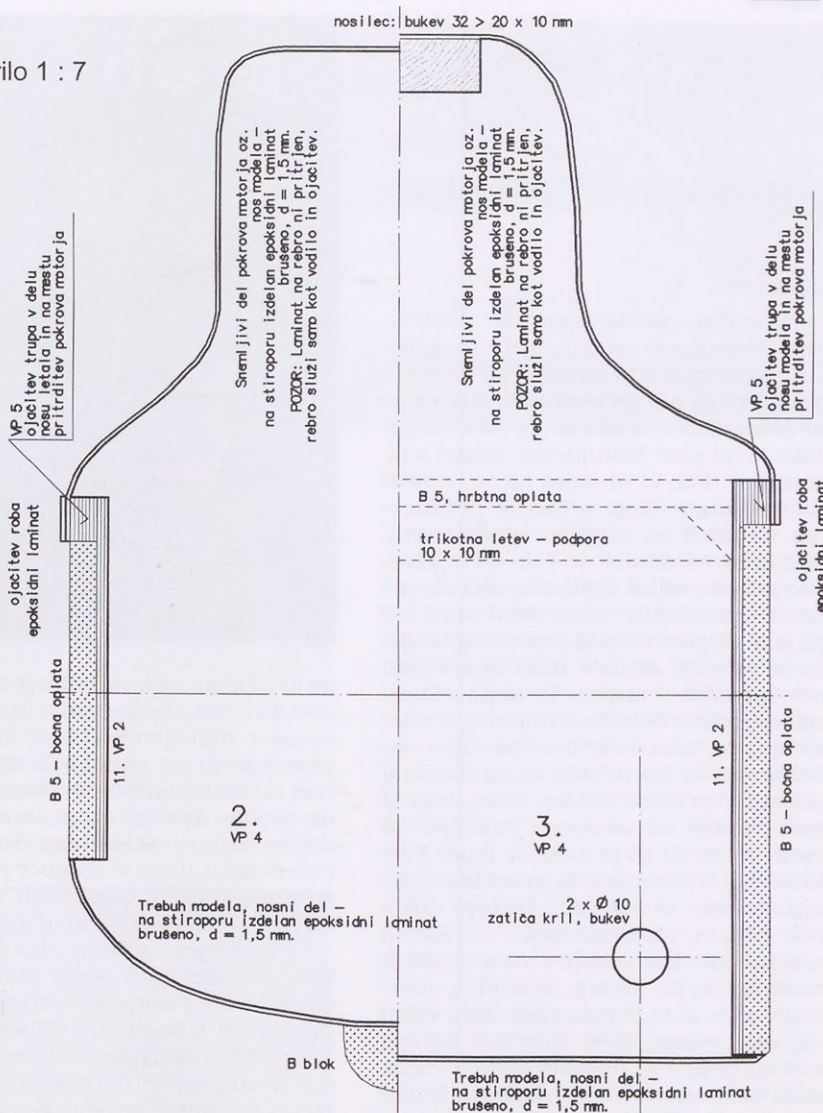 nosilec: bukev 32 > 20 x 10 mm
rilo 1 : 7
Snemljivi del pokrova motorja oz.
nos modela –
na stiroporu izdelan epoksidni laminat
brušeno, d = 1,5 mm.
POZOR: Laminat na rebro ni pritrjen,
rebro služi samo kot vodilo in ojačitev.
Snemljivi del pokrova motorja oz.
nos modela –
na stiroporu izdelan epoksidni laminat
brušeno, d = 1,5 mm.
POZOR: Laminat na rebro ni pritrjen,
rebro služi samo kot vodilo in ojačitev.
VP 5
ojačitev trupa v delu
nosu letala in na mestu
pritrditev pokrova motorja
VP 5
ojačitev trupa v delu
nosu modela in na mestu
pritrditev pokrova motorja
ojačitev roba
epoksidni laminat
B 5, hrbtna oplata
trikotna letev – podpora
10 x 10 mm
ojačitev roba
epoksidni laminat
B 5 – bočna oplata
11. VP 2
2.
VP 4
3.
VP 4
11. VP 2
B 5 – bočna oplata
Trebuh modela, nosni del –
na stiroporu izdelan epoksidni laminat
brušeno, d = 1,5 mm.
2 x Ø 10
zatiča kril, bukev
B blok
Trebuh modela, nosni del –
na stiroporu izdelan epoksidni laminat
brušeno, d = 1,5 mm.